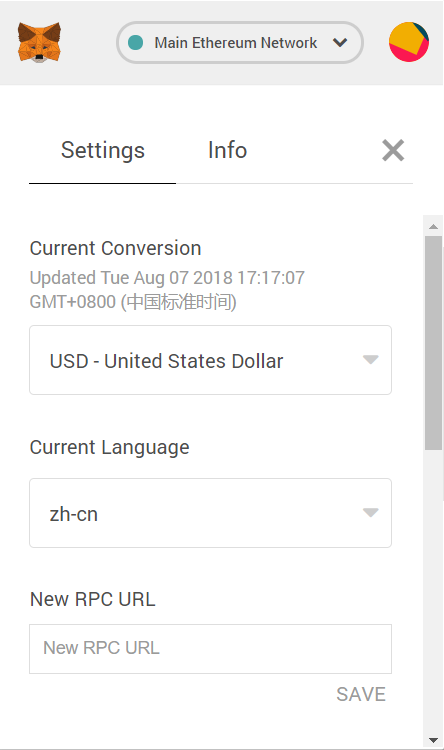 Main Ethereum Network
Settings
Info
Current Conversion
Updated Tue Aug 07 2018 17:17:07
GMT+0800 (中国标准时间)
USD - United States Dollar
Current Language
zh-cn
New RPC URL
New RPC URL
SAVE